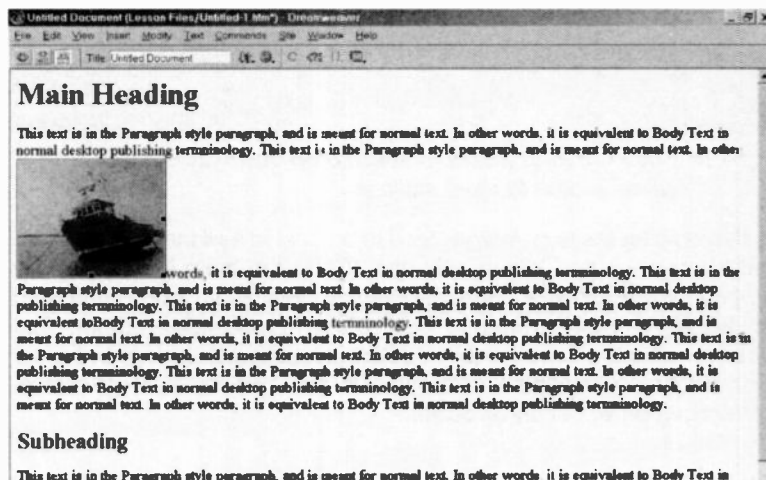 Untitled Document (Lesson Files/Untitled-1.htm*) - Dreamweaver
File Edit View Insert Modify Text Commands Site Window Help
Title: Untitled Document
Main Heading
This text is in the Paragraph style paragraph, and is meant for normal text. In other words, it is equivalent to Body Text in
normal desktop publishing termninology. This text is in the Paragraph style paragraph, and is meant for normal text. In other
words, it is equivalent to Body Text in normal desktop publishing termninology. This text is in the
Paragraph style paragraph, and is meant for normal text. In other words, it is equivalent to Body Text in normal desktop
publishing termninology. This text is in the Paragraph style paragraph, and is meant for normal text. In other words, it is
equivalent toBody Text in normal desktop publishing termninology. This text is in the Paragraph style paragraph, and is
meant for normal text. In other words, it is equivalent to Body Text in normal desktop publishing termninology. This text is in
the Paragraph style paragraph, and is meant for normal text. In other words, it is equivalent to Body Text in normal desktop
publishing termninology. This text is in the Paragraph style paragraph, and is meant for normal text. In other words, it is
equivalent to Body Text in normal desktop publishing termninology. This text is in the Paragraph style paragraph, and is
meant for normal text. In other words, it is equivalent to Body Text in normal desktop publishing termninology.
Subheading
This text is in the Paragraph style paragraph, and is meant for normal text. In other words, it is equivalent to Body Text in